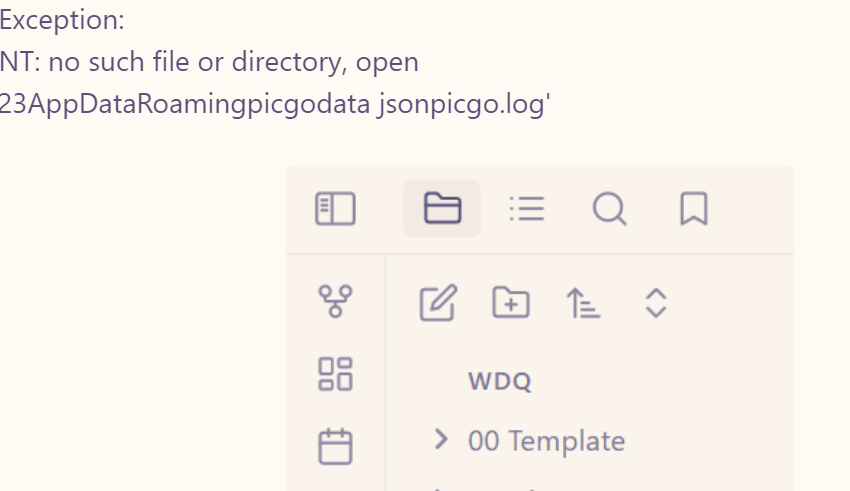 Exception:
NT: no such file or directory, open
23AppDataRoamingpicgodata jsonpicgo.log'
WDQ
00 Template